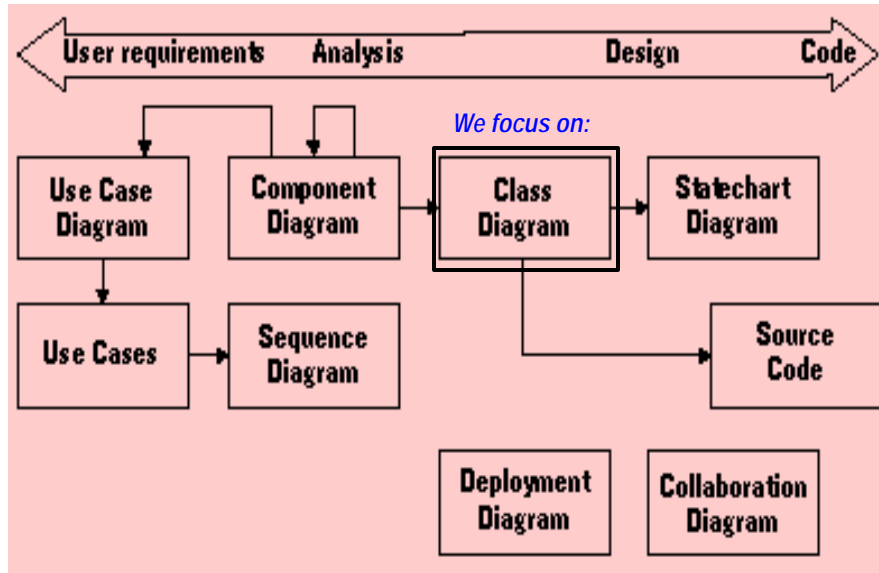 User requirements Analysis Design Code
We focus on:
Use Case
Diagram
Component
Diagram
Class
Diagram
Statechart
Diagram
Use Cases
Sequence
Diagram
Source
Code
Deployment
Diagram
Collaboration
Diagram